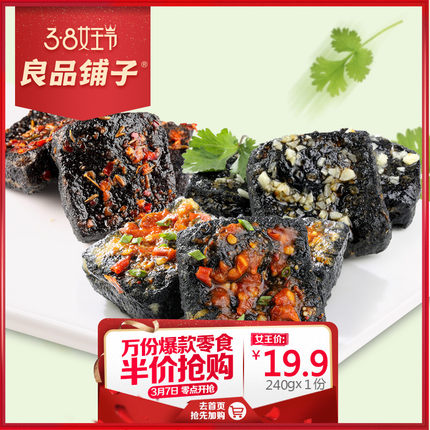 3·8女王节
良品铺子®
万份爆款零食
半价抢购
3月7日 零点开抢
女王价:
¥19.9
240g×1份
去首页
抢先加购